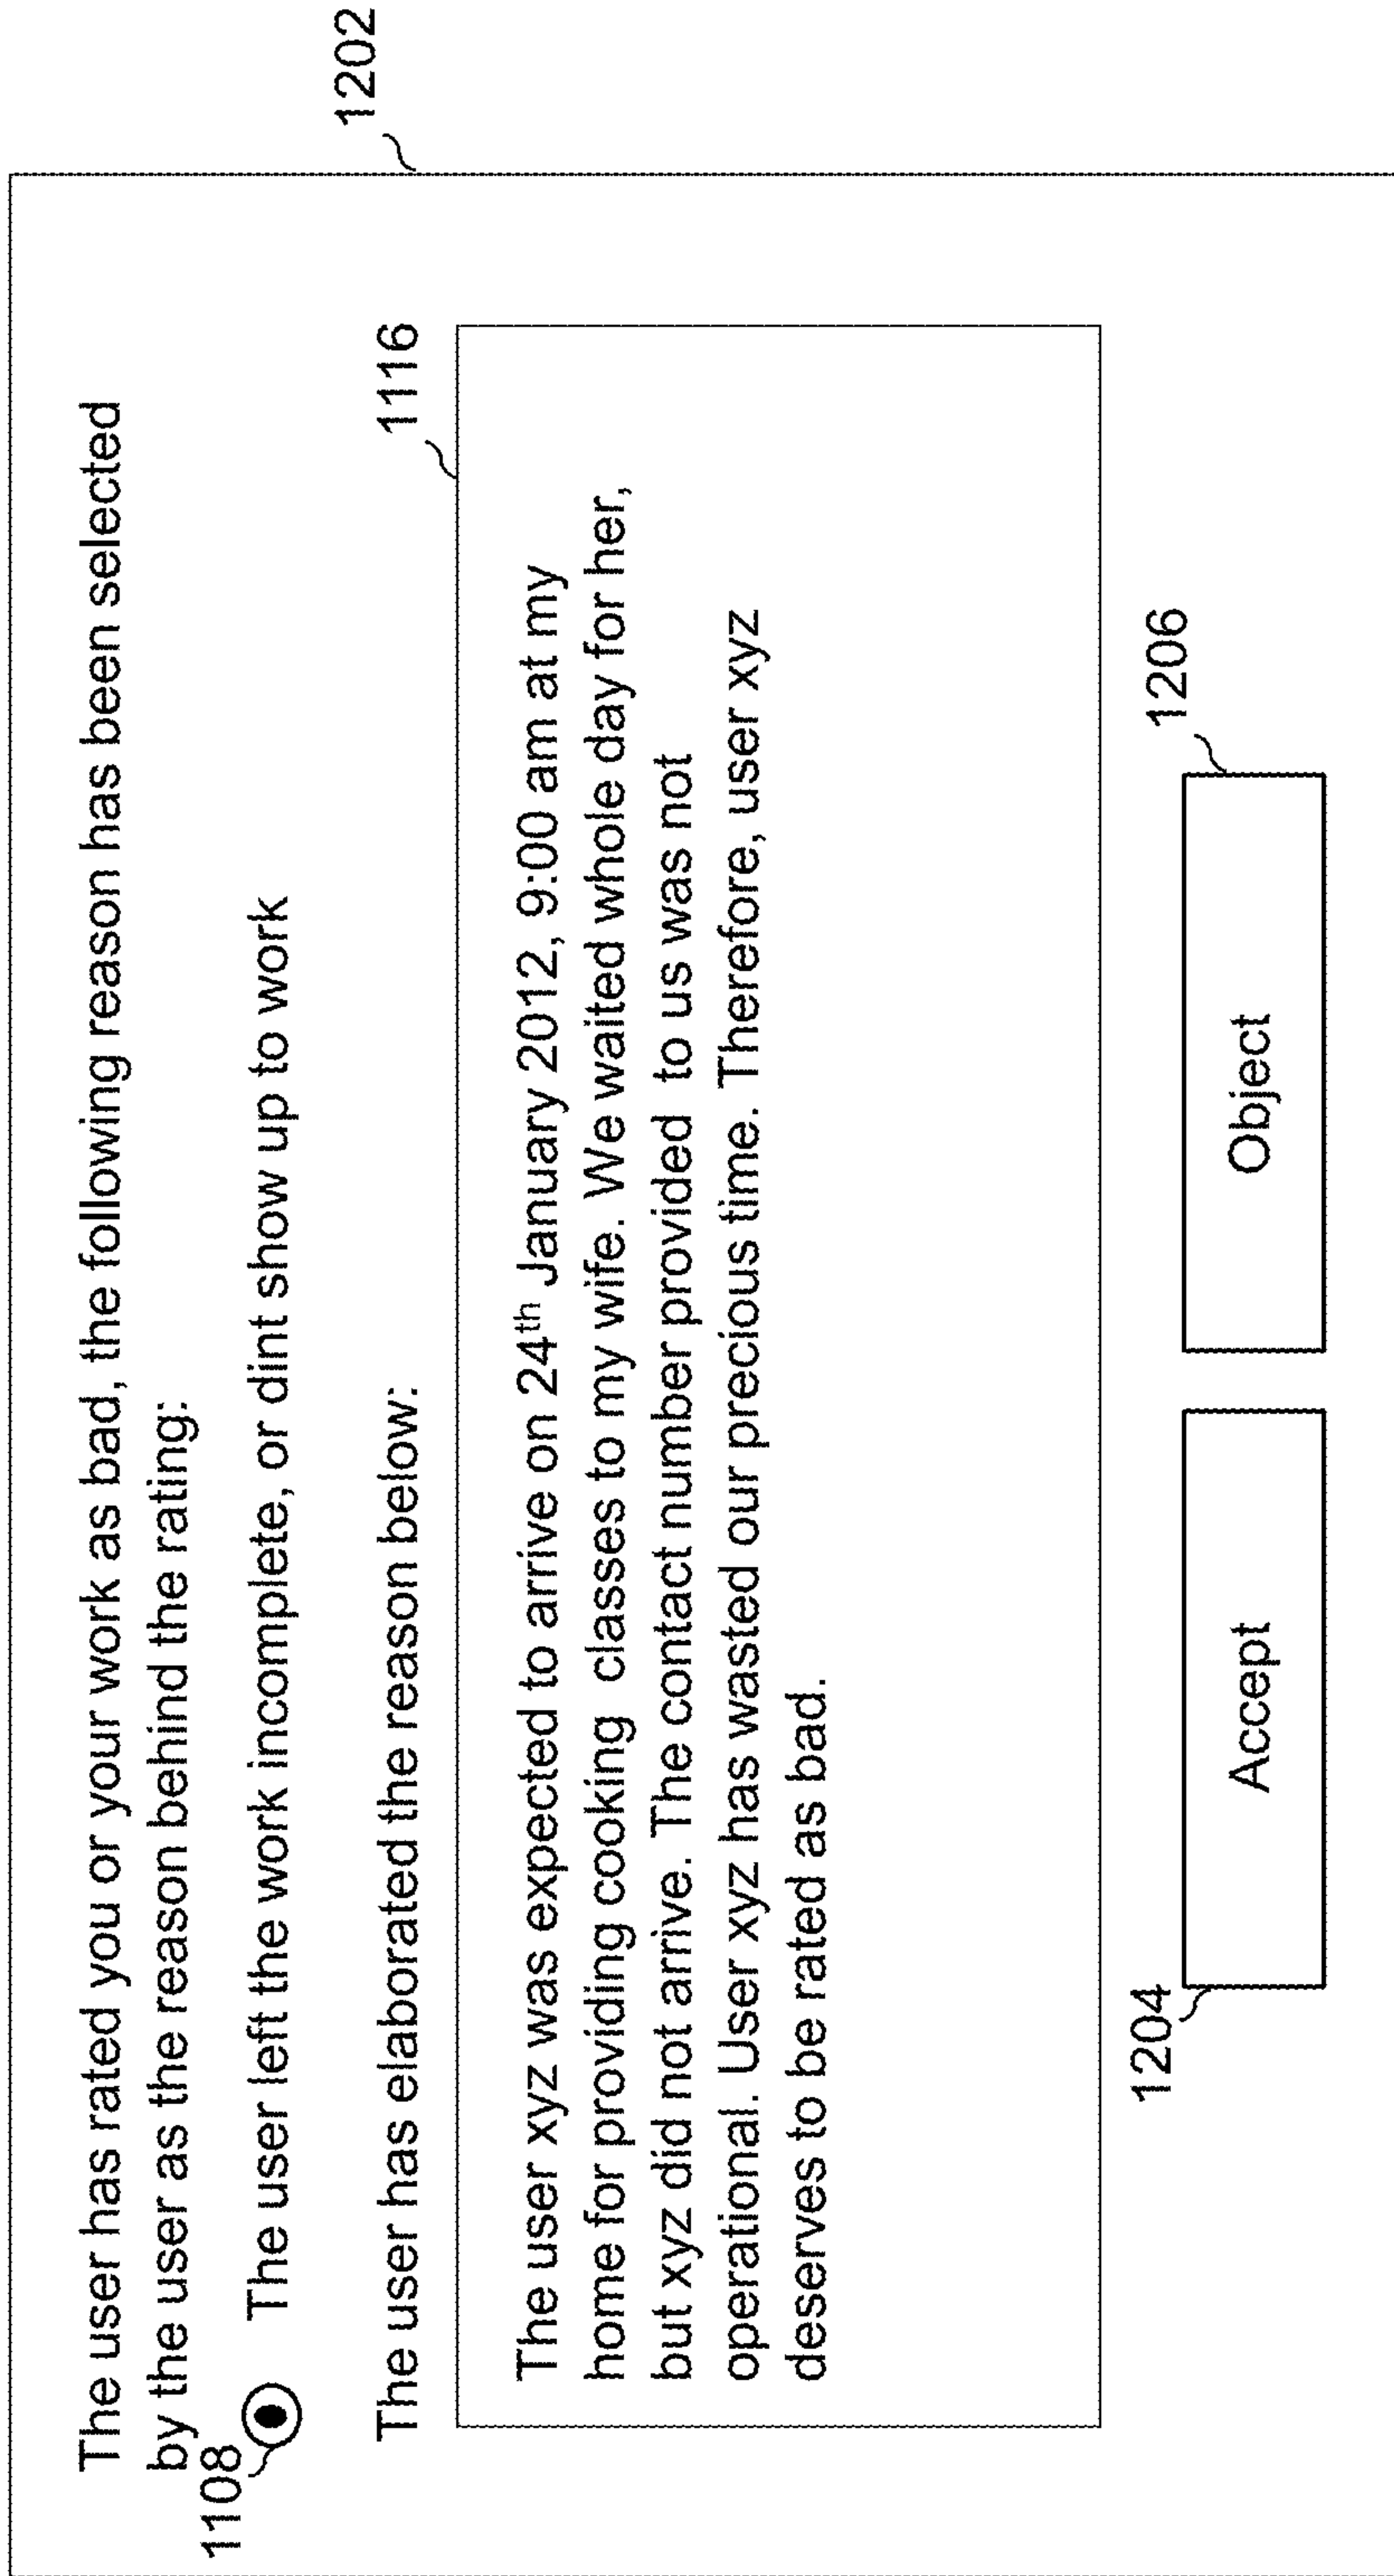 1202
The user has rated you or your work as bad, the following reason has been selected
by the user as the reason behind the rating:
1108
The user left the work incomplete, or dint show up to work
The user has elaborated the reason below:
1116
The user xyz was expected to arrive on 24th January 2012, 9:00 am at my
home for providing cooking classes to my wife. We waited whole day for her,
but xyz did not arrive. The contact number provided to us was not
operational. User xyz has wasted our precious time. Therefore, user xyz
deserves to be rated as bad.
1204
Accept
1206
Object